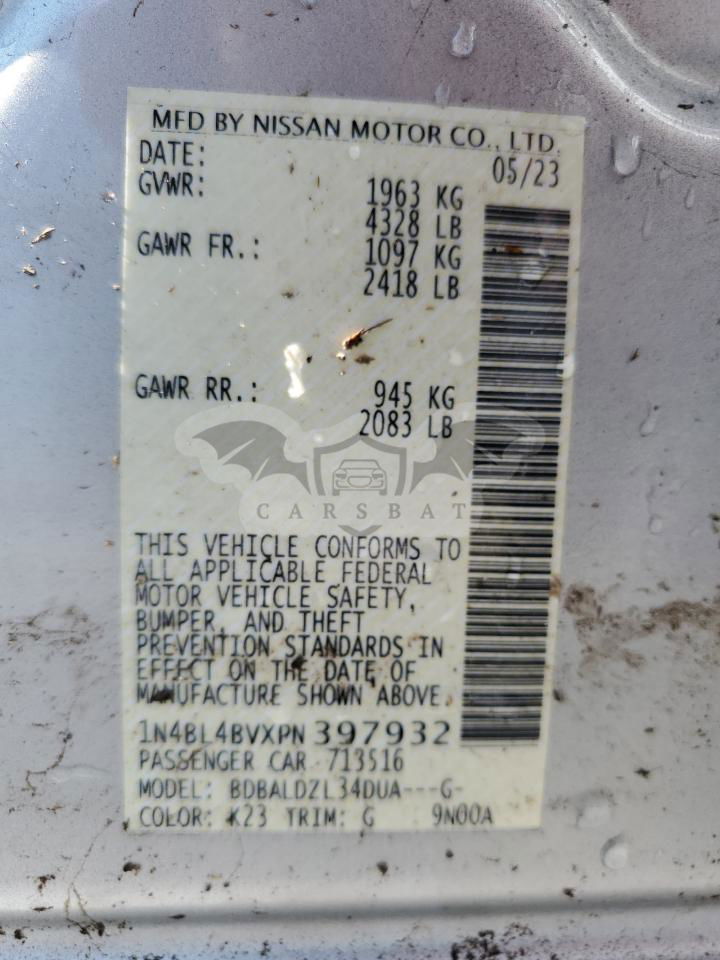 MFD BY NISSAN MOTOR CO., LTD.
DATE: 05/23
GVWR: 1963 KG
4328 LB
GAWR FR.: 1097 KG
2418 LB
GAWR RR.: 945 KG
2083 LB
CARSBAT
THIS VEHICLE CONFORMS TO
ALL APPLICABLE FEDERAL
MOTOR VEHICLE SAFETY,
BUMPER, AND THEFT
PREVENTION STANDARDS IN
EFFECT ON THE DATE OF
MANUFACTURE SHOWN ABOVE.
1N4BL4BVXPN 397932
PASSENGER CAR 713516
MODEL: BDBALDZL34DUA---G-
COLOR: K23 TRIM: G 9N00A